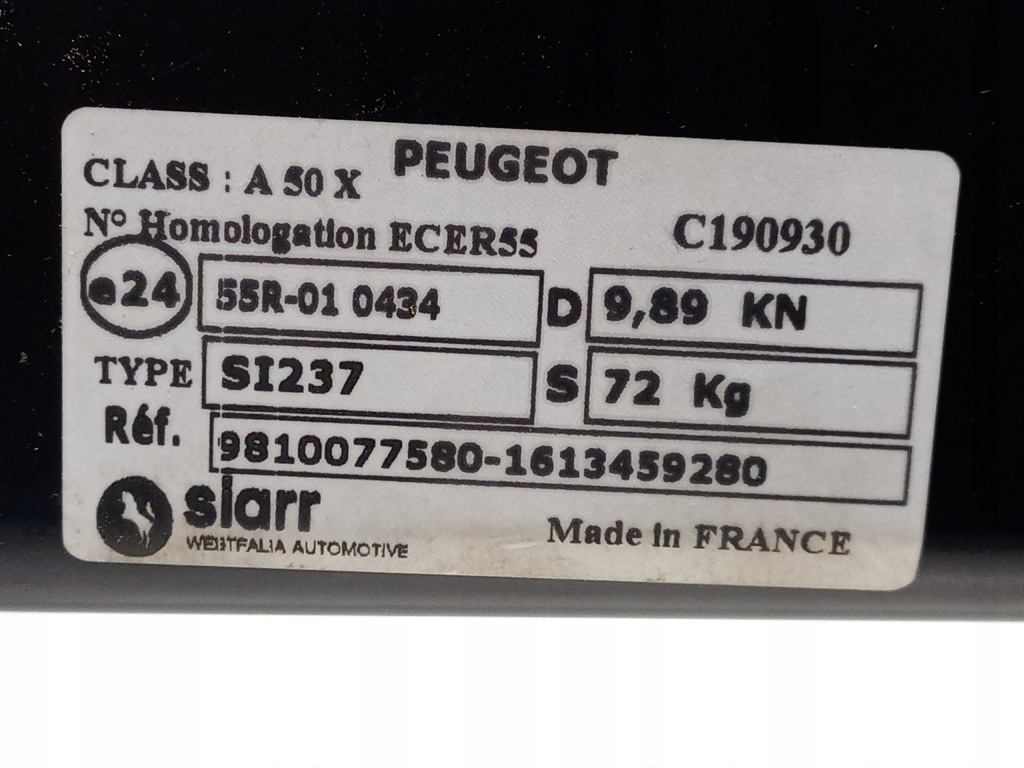 PEUGEOT
CLASS : A 50 X
Nº Homologation ECER55
C190930
e24 55R-01 0434 D 9,89 KN
TYPE SI237 S 72 Kg
Réf. 9810077580-1613459280
siarr
WESTFALIA AUTOMOTIVE
Made in FRANCE